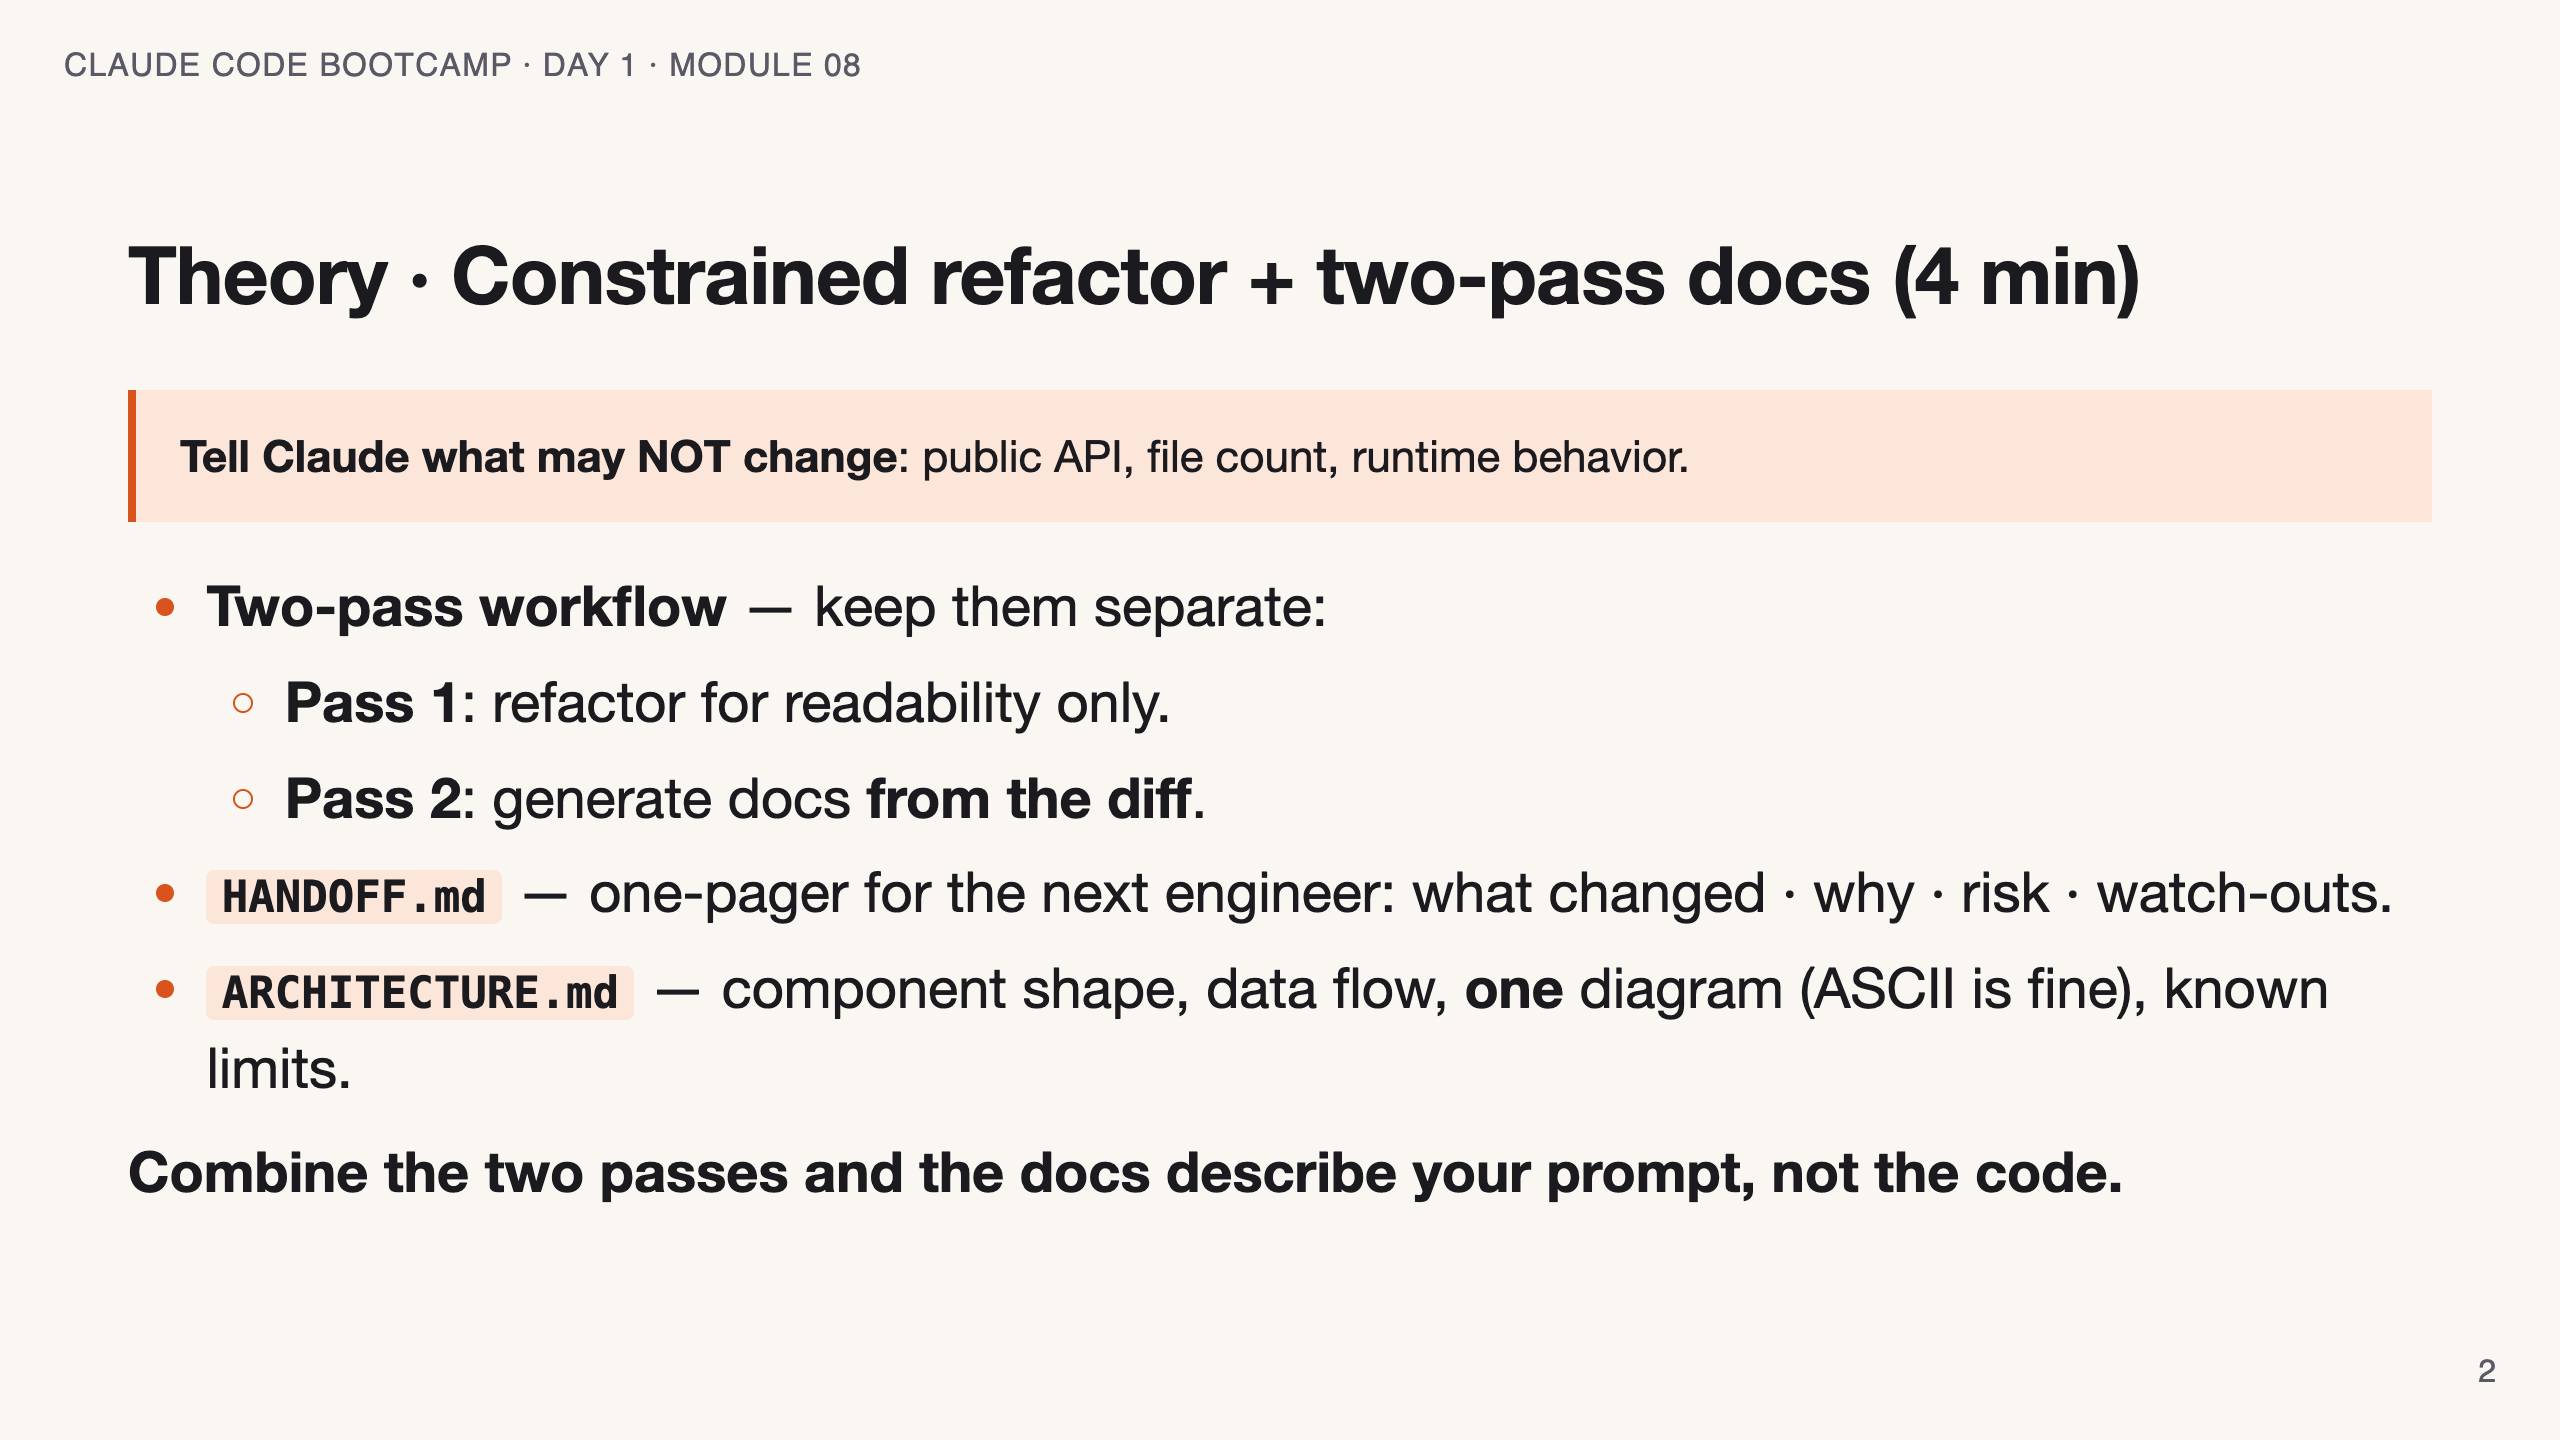 CLAUDE CODE BOOTCAMP · DAY 1 · MODULE 08
Theory · Constrained refactor + two-pass docs (4 min)
Tell Claude what may NOT change: public API, file count, runtime behavior.
Two-pass workflow — keep them separate:
Pass 1: refactor for readability only.
Pass 2: generate docs from the diff.
HANDOFF.md — one-pager for the next engineer: what changed · why · risk · watch-outs.
ARCHITECTURE.md — component shape, data flow, one diagram (ASCII is fine), known
limits.
Combine the two passes and the docs describe your prompt, not the code.
2